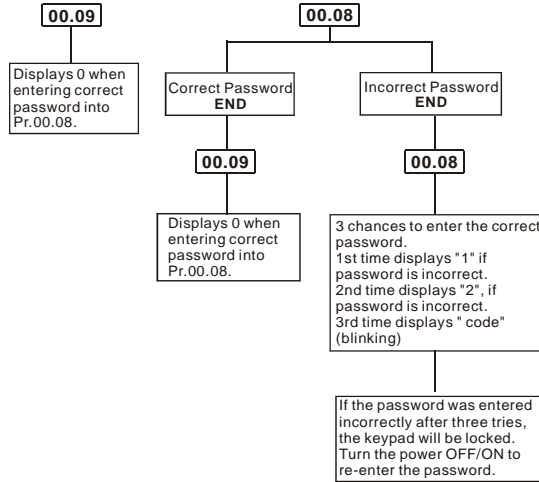 00.09
Displays 0 when
entering correct
password into
Pr.00.08.
00.08
Correct Password
END
00.09
Displays 0 when
entering correct
password into
Pr.00.08.
Incorrect Password
END
00.08
3 chances to enter the correct
password.
1st time displays "1" if
password is incorrect.
2nd time displays "2", if
password is incorrect.
3rd time displays " code"
(blinking)
If the password was entered
incorrectly after three tries,
the keypad will be locked.
Turn the power OFF/ON to
re-enter the password.